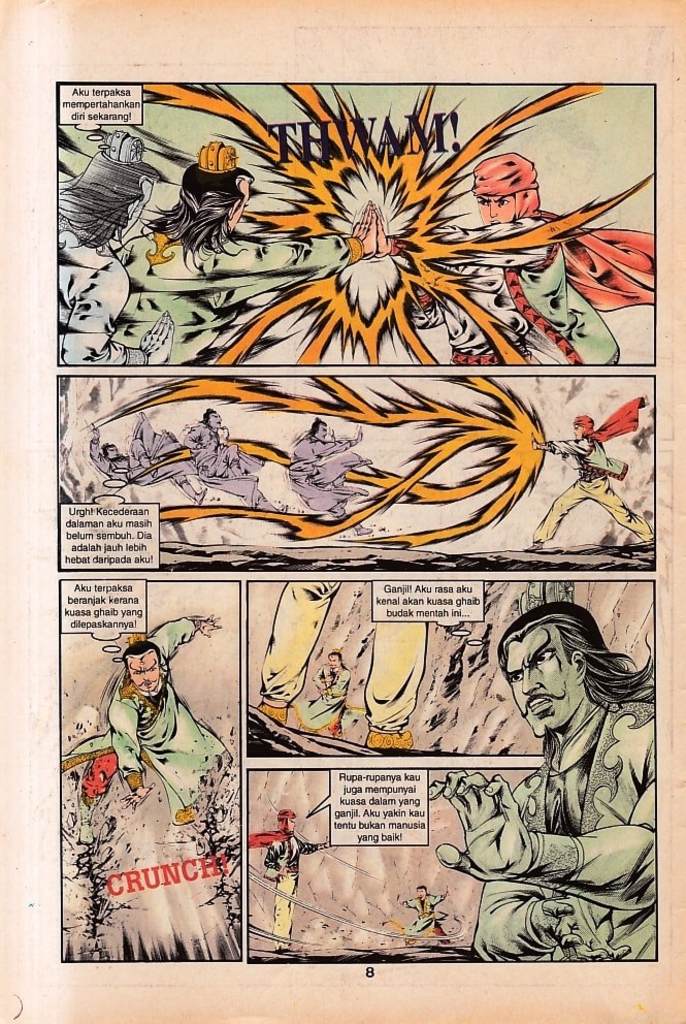 Aku terpaksa
mempertahankan
diri sekarang!
THWAM!
Urgh! Kecederaan
dalaman aku masih
belum sembuh. Dia
adalah jauh lebih
hebat daripada aku!
Aku terpaksa
beranjak kerana
kuasa ghaib yang
dilepaskannya!
CRUNCH!
Ganjil! Aku rasa aku
kenal akan kuasa ghaib
budak mentah ini...
Rupa-rupanya kau
juga mempunyai
kuasa dalam yang
ganjil. Aku yakin kau
tentu bukan manusia
yang baik!
8